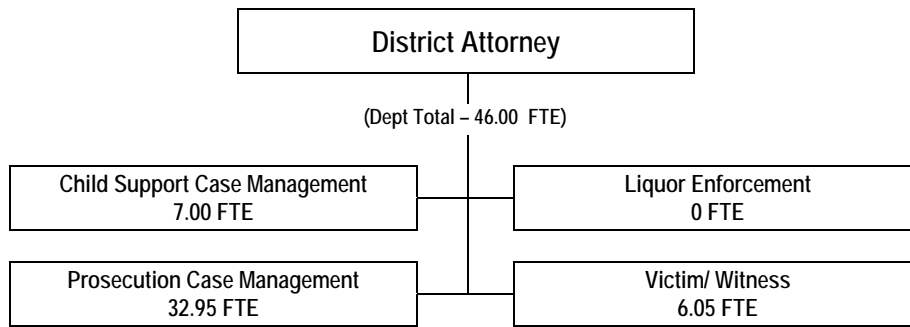 District Attorney
(Dept Total – 46.00 FTE)
Child Support Case Management
7.00 FTE
Liquor Enforcement
0 FTE
Prosecution Case Management
32.95 FTE
Victim/ Witness
6.05 FTE